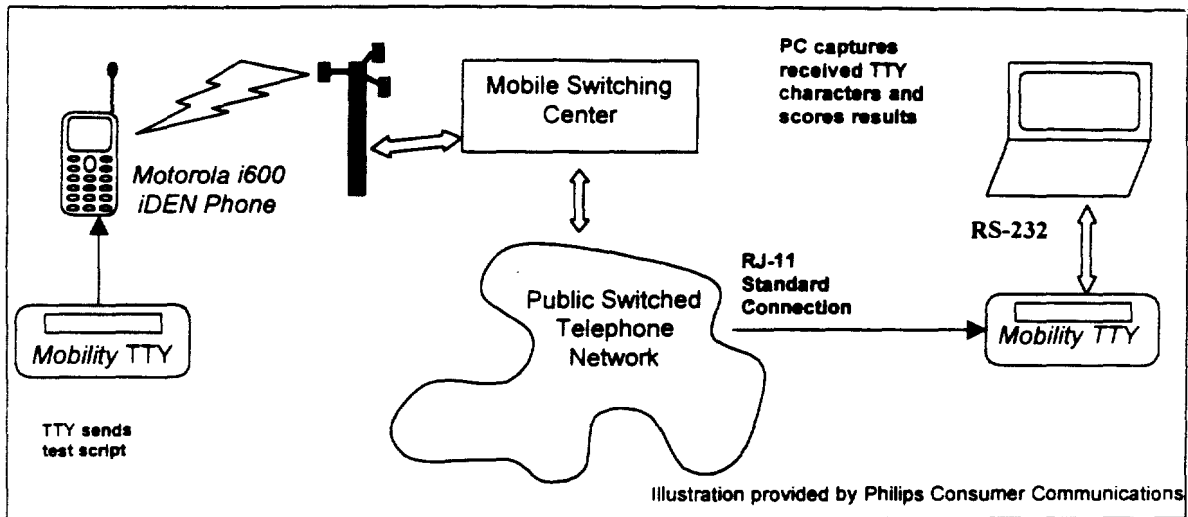 PC captures
received TTY
characters and
scores results
Mobile Switching
Center
Motorola i600
iDEN Phone
RS-232
RJ-11
Standard
Connection
Public Switched
Telephone
Network
Mobility TTY
Mobility TTY
TTY sends
test script
Illustration provided by Philips Consumer Communications